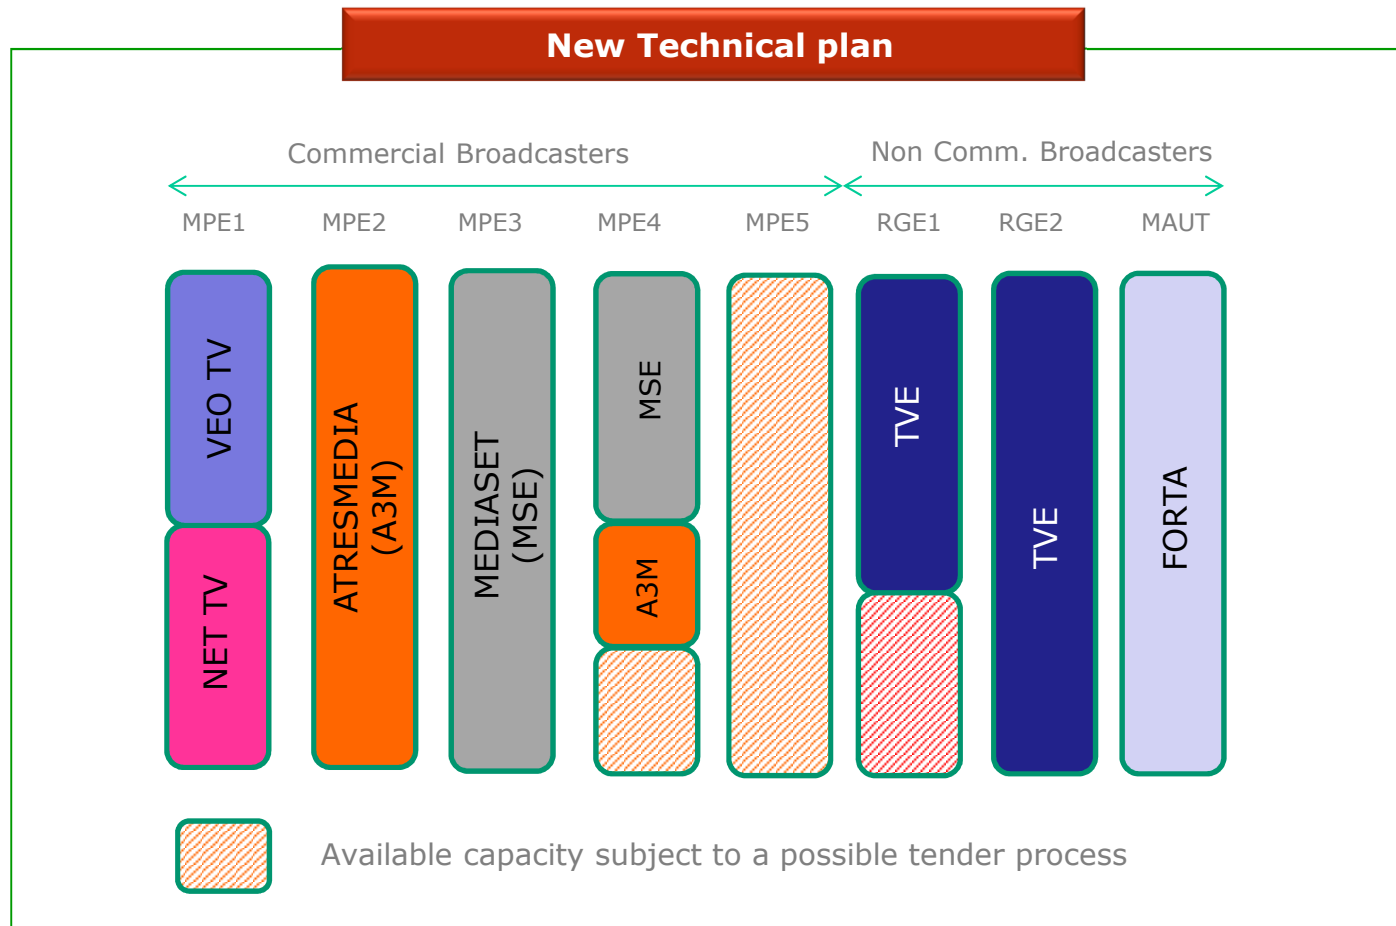 New Technical plan
Commercial Broadcasters
Non Comm. Broadcasters
MPE1
MPE2
MPE3
MPE4
MPE5
RGE1
RGE2
MAUT
VEO TV
NET TV
ATRESMEDIA
(A3M)
MEDIASET
(MSE)
MSE
A3M
TVE
TVE
FORTA
Available capacity subject to a possible tender process